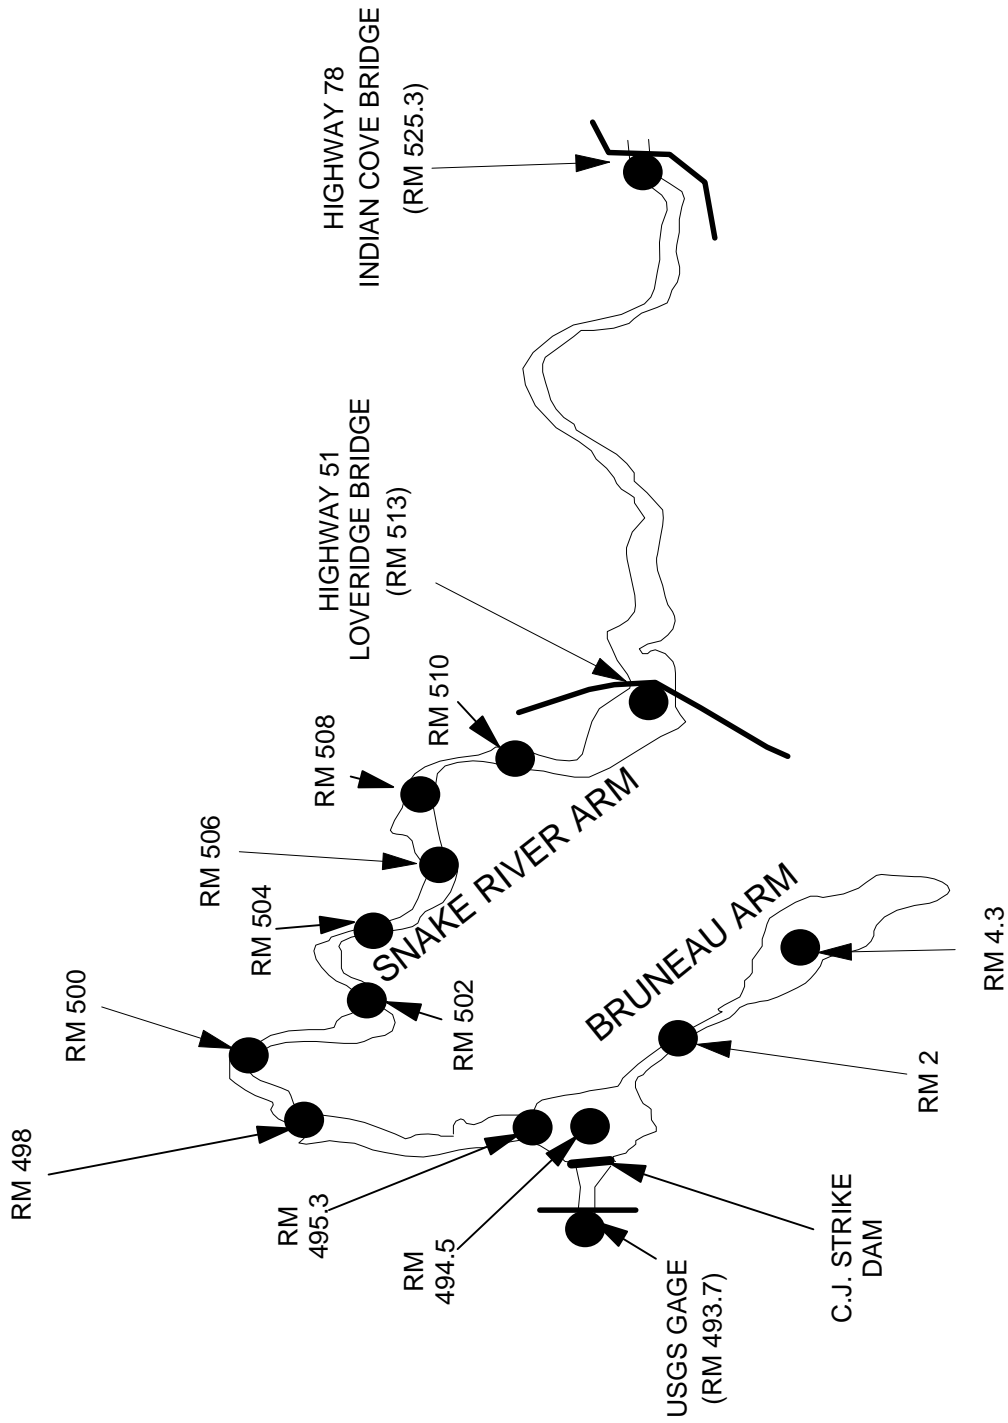 HIGHWAY 78
INDIAN COVE BRIDGE
(RM 525.3)
HIGHWAY 51
LOVERIDGE BRIDGE
(RM 513)
RM 510
RM 508
RM 506
RM 504
SNAKE RIVER ARM
RM 502
RM 500
RM 498
RM
495.3
RM
494.5
USGS GAGE
(RM 493.7)
C.J. STRIKE
DAM
BRUNEAU ARM
RM 2
RM 4.3